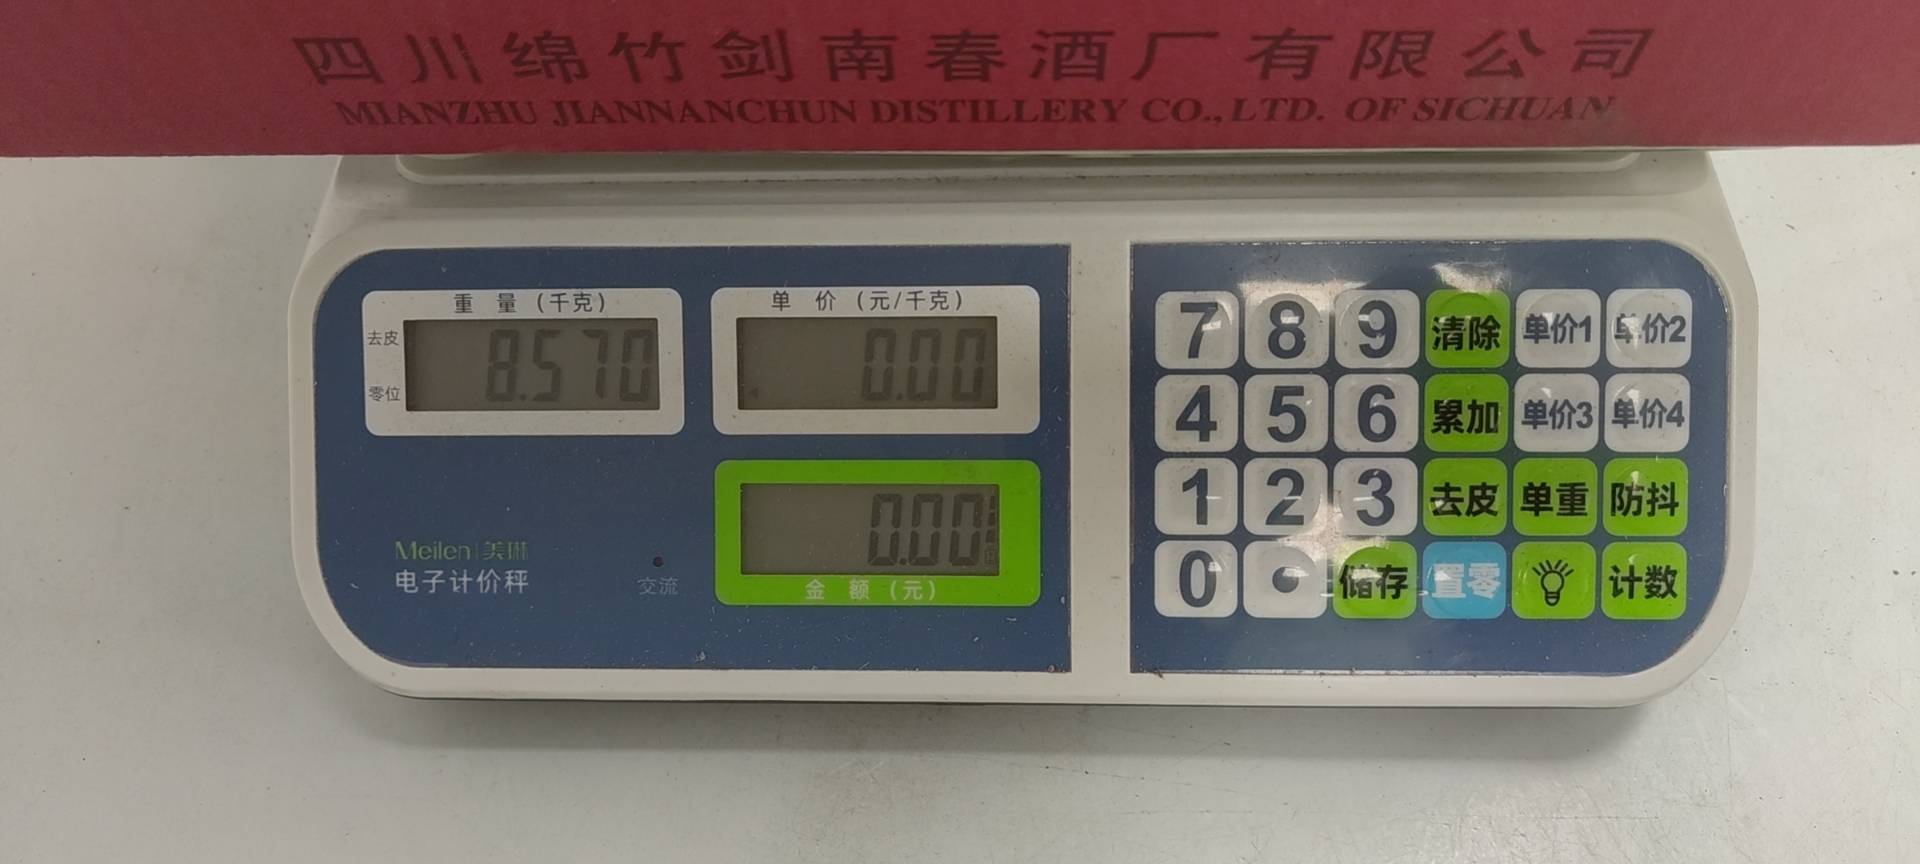 四川绵竹剑南春酒厂有限公司
MIANZHU JIANNANCHUN DISTILLERY CO.,LTD. OF SICHUAN
重 量 (千克)
去皮
8.570
零位
单 价 (元/千克)
0.00
0.00
金 额 (元)
Meilen|美琳
电子计价秤
交流
7 8 9 清除 单价1 单价2
4 5 6 累加 单价3 单价4
1 2 3 去皮 单重 防抖
0 • 储存 置零 计数